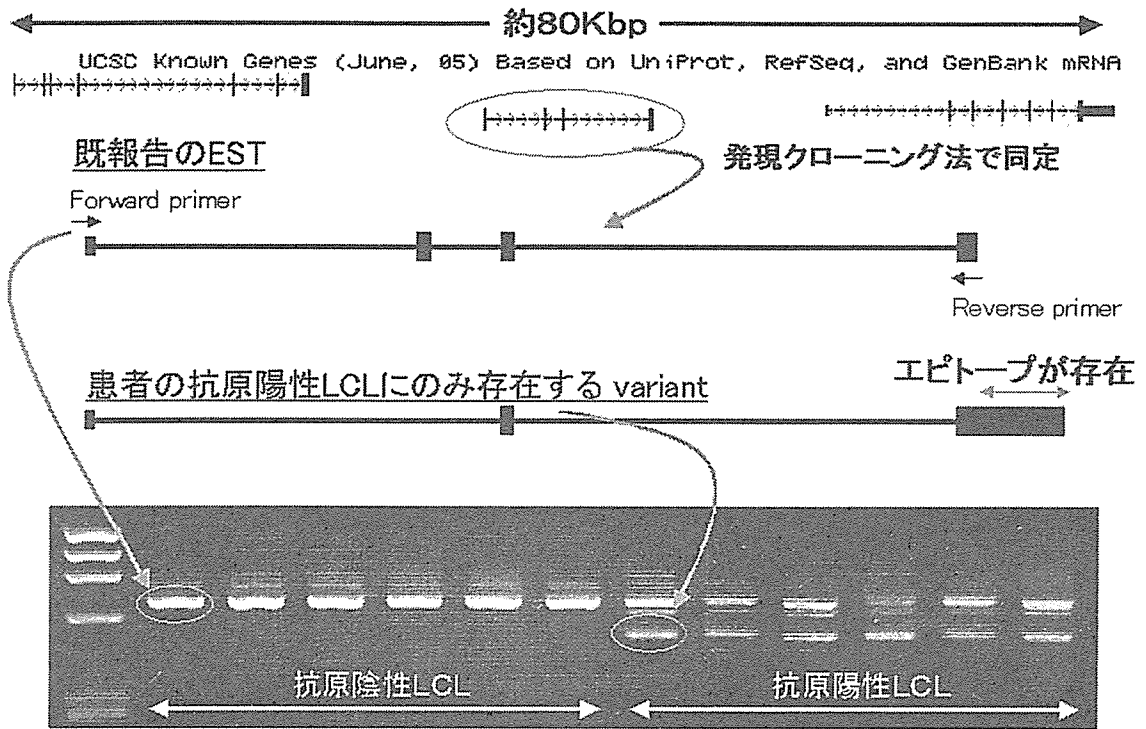 約80Kbp
UCSC Known Genes (June, 05) Based on UniProt, RefSeq, and GenBank mRNA
既報告のEST
発現クローニング法で同定
Forward primer
Reverse primer
エピトープが存在
患者の抗原陽性LCLにのみ存在する variant
抗原陰性LCL
抗原陽性LCL